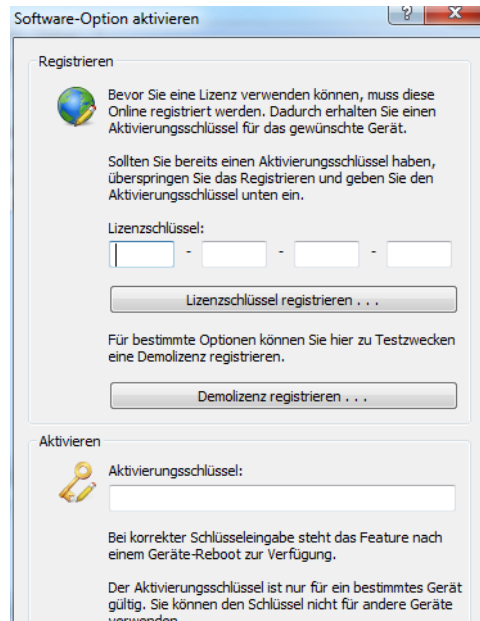 Software-Option aktivieren
Registrieren
Bevor Sie eine Lizenz verwenden können, muss diese
Online registriert werden. Dadurch erhalten Sie einen
Aktivierungschlüssel für das gewünschte Gerät.
Sollten Sie bereits einen Aktivierungsschlüssel haben,
überspringen Sie das Registrieren und geben Sie den
Aktivierungsschlüssel unten ein.
Lizenzschlüssel:
- - -
Lizenzschlüssel registrieren . . .
Für bestimmte Optionen können Sie hier zu Testzwecken
eine Demolizenz registrieren.
Demolizenz registrieren . . .
Aktivieren
Aktivierungsschlüssel:
Bei korrekter Schlüsseleingabe steht das Feature nach
einem Geräte-Reboot zur Verfügung.
Der Aktivierungsschlüssel ist nur für ein bestimmtes Gerät
gültig. Sie können den Schlüssel nicht für andere Geräte
verwenden.